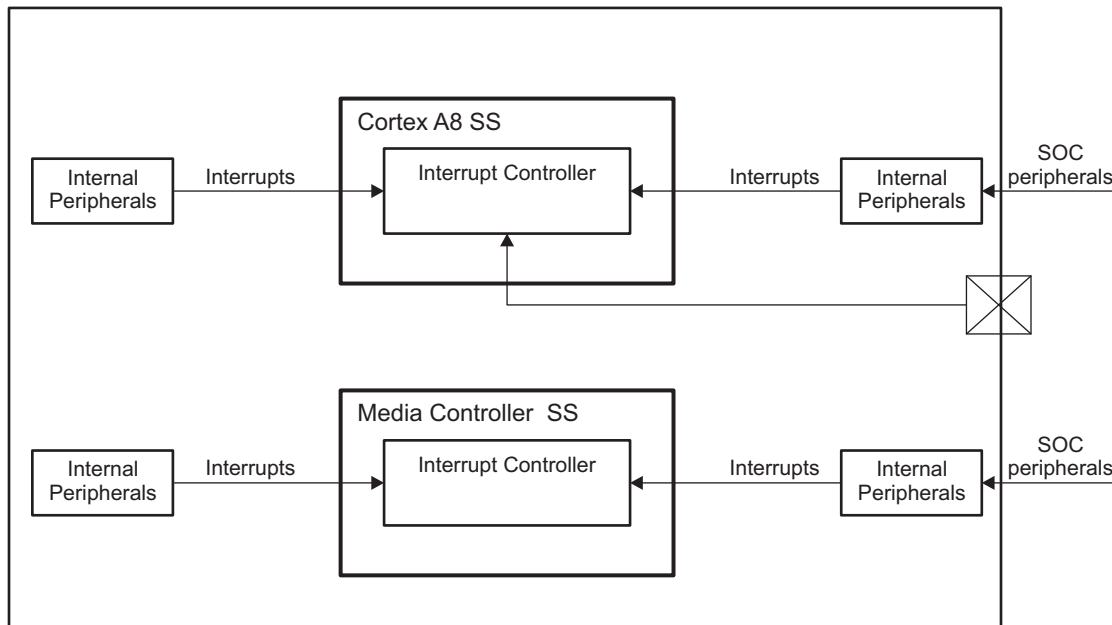 Cortex A8 SS
Internal
Peripherals
Interrupts
Interrupt Controller
Interrupts
Internal
Peripherals
SOC
peripherals
Media Controller SS
Internal
Peripherals
Interrupts
Interrupt Controller
Interrupts
Internal
Peripherals
SOC
peripherals